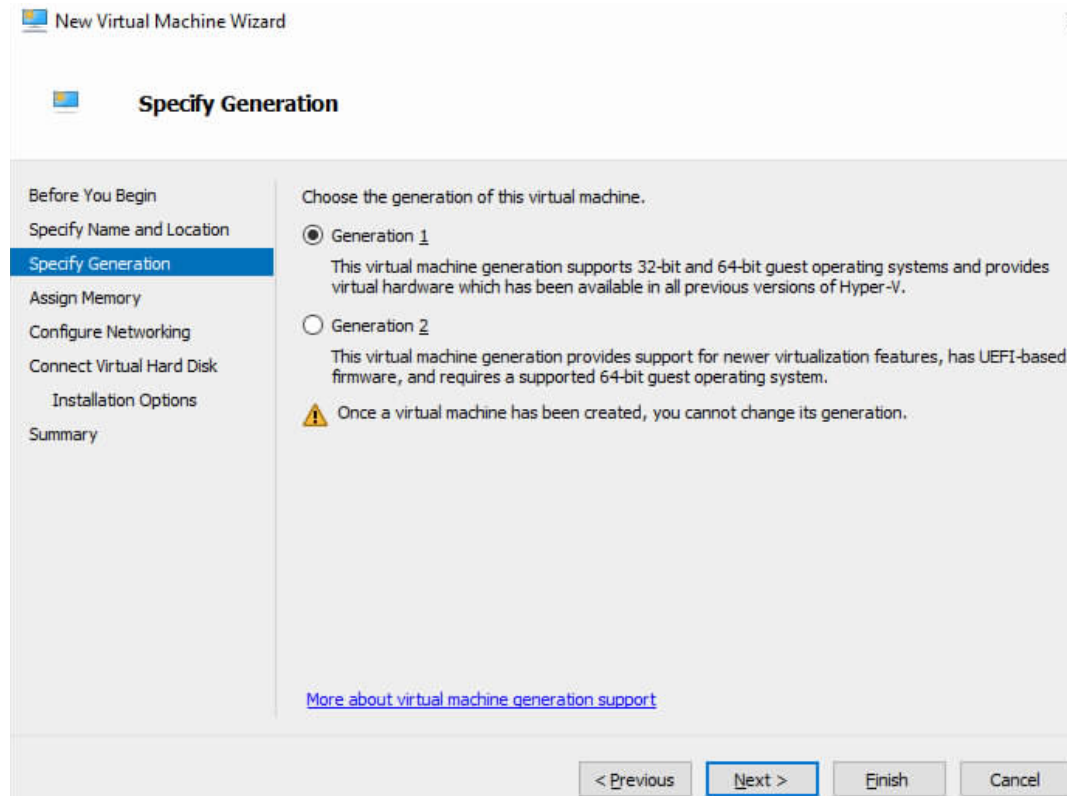 New Virtual Machine Wizard
Specify Generation
Before You Begin
Specify Name and Location
Specify Generation
Assign Memory
Configure Networking
Connect Virtual Hard Disk
Installation Options
Summary
Choose the generation of this virtual machine.
Generation 1
This virtual machine generation supports 32-bit and 64-bit guest operating systems and provides
virtual hardware which has been available in all previous versions of Hyper-V.
Generation 2
This virtual machine generation provides support for newer virtualization features, has UEFI-based
firmware, and requires a supported 64-bit guest operating system.
Once a virtual machine has been created, you cannot change its generation.
More about virtual machine generation support
< Previous
Next >
Finish
Cancel